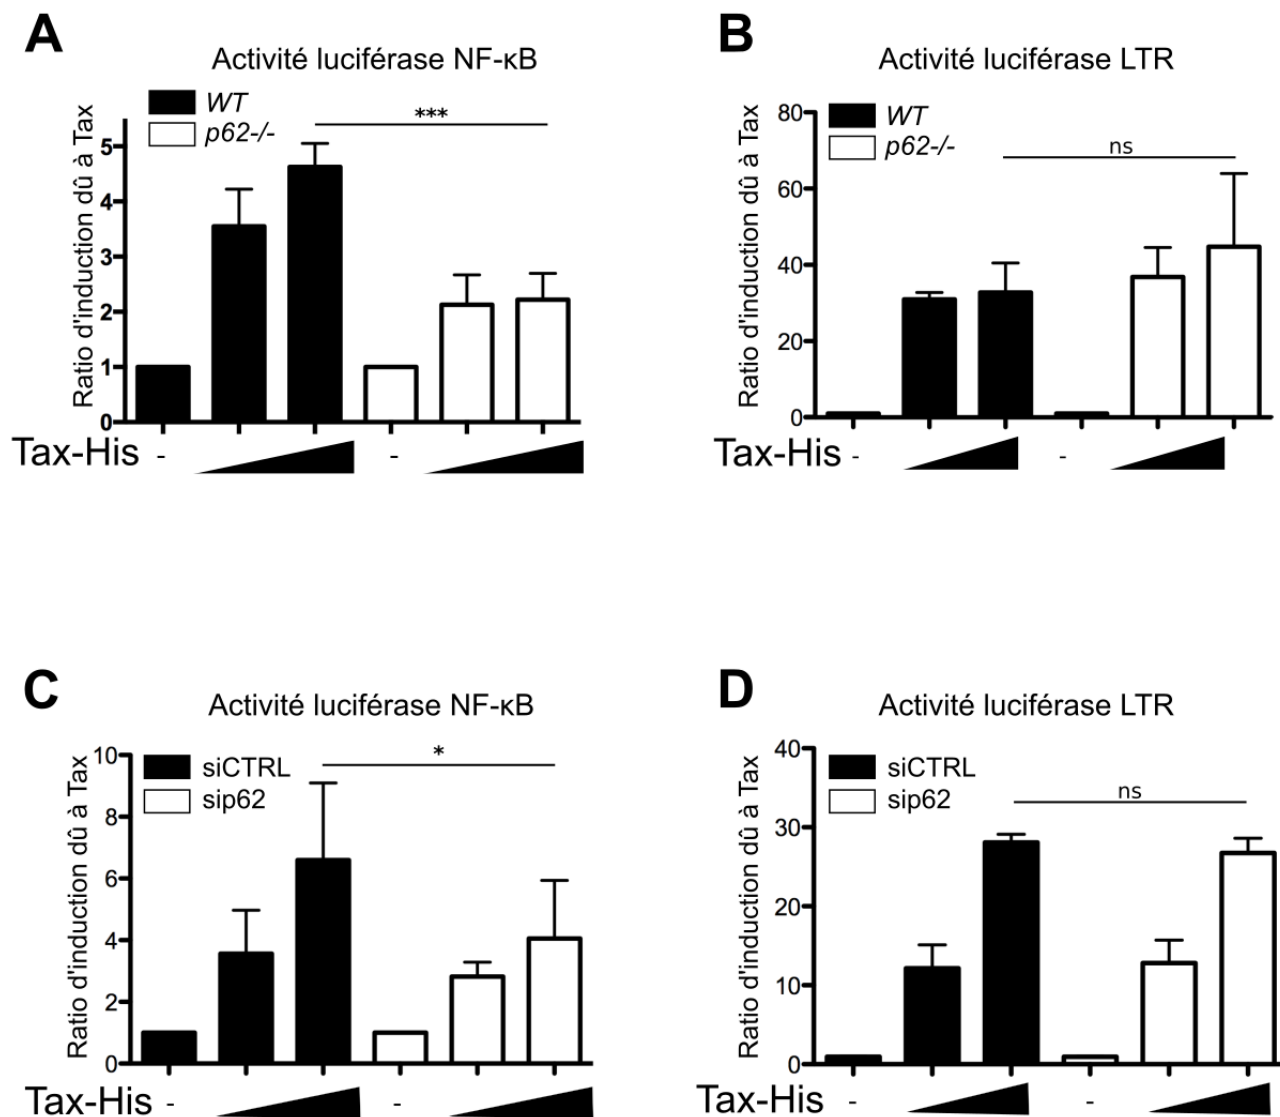 A
Activité luciférase NF-κB
WT
p62-/-
***
Ratio d'induction dû à Tax
5
4
3
2
1
0
Tax-His - -
B
Activité luciférase LTR
WT
p62-/-
ns
Ratio d'induction dû à Tax
80
60
40
20
0
Tax-His - -
C
Activité luciférase NF-κB
siCTRL
sip62
*
Ratio d'induction dû à Tax
10
8
6
4
2
0
Tax-His - -
D
Activité luciférase LTR
siCTRL
sip62
ns
Ratio d'induction dû à Tax
40
30
20
10
0
Tax-His - -